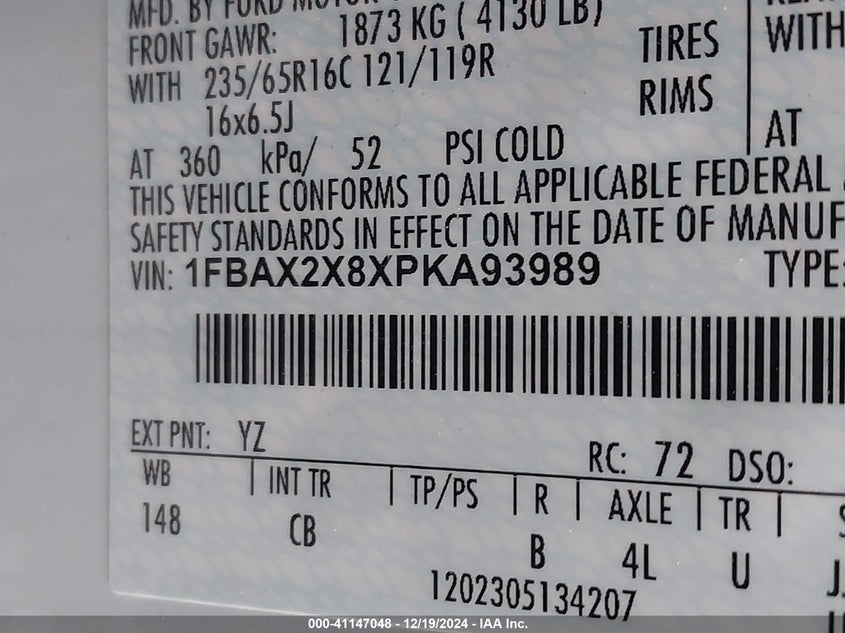 MFD. BY FORD MOTOR
FRONT GAWR: 1873 KG ( 4130 LB)
WITH 235/65R16C 121/119R TIRES WITH
16x6.5J RIMS
AT 360 kPa/ 52 PSI COLD AT
THIS VEHICLE CONFORMS TO ALL APPLICABLE FEDERAL
SAFETY STANDARDS IN EFFECT ON THE DATE OF MANUF
VIN: 1FBAX2X8XPKA93989 TYPE:
EXT PNT: YZ RC: 72 DSO:
WB INT TR TP/PS R AXLE TR
148 CB B 4L U
1202305134207
000-41147048 - 12/19/2024 - IAA Inc.